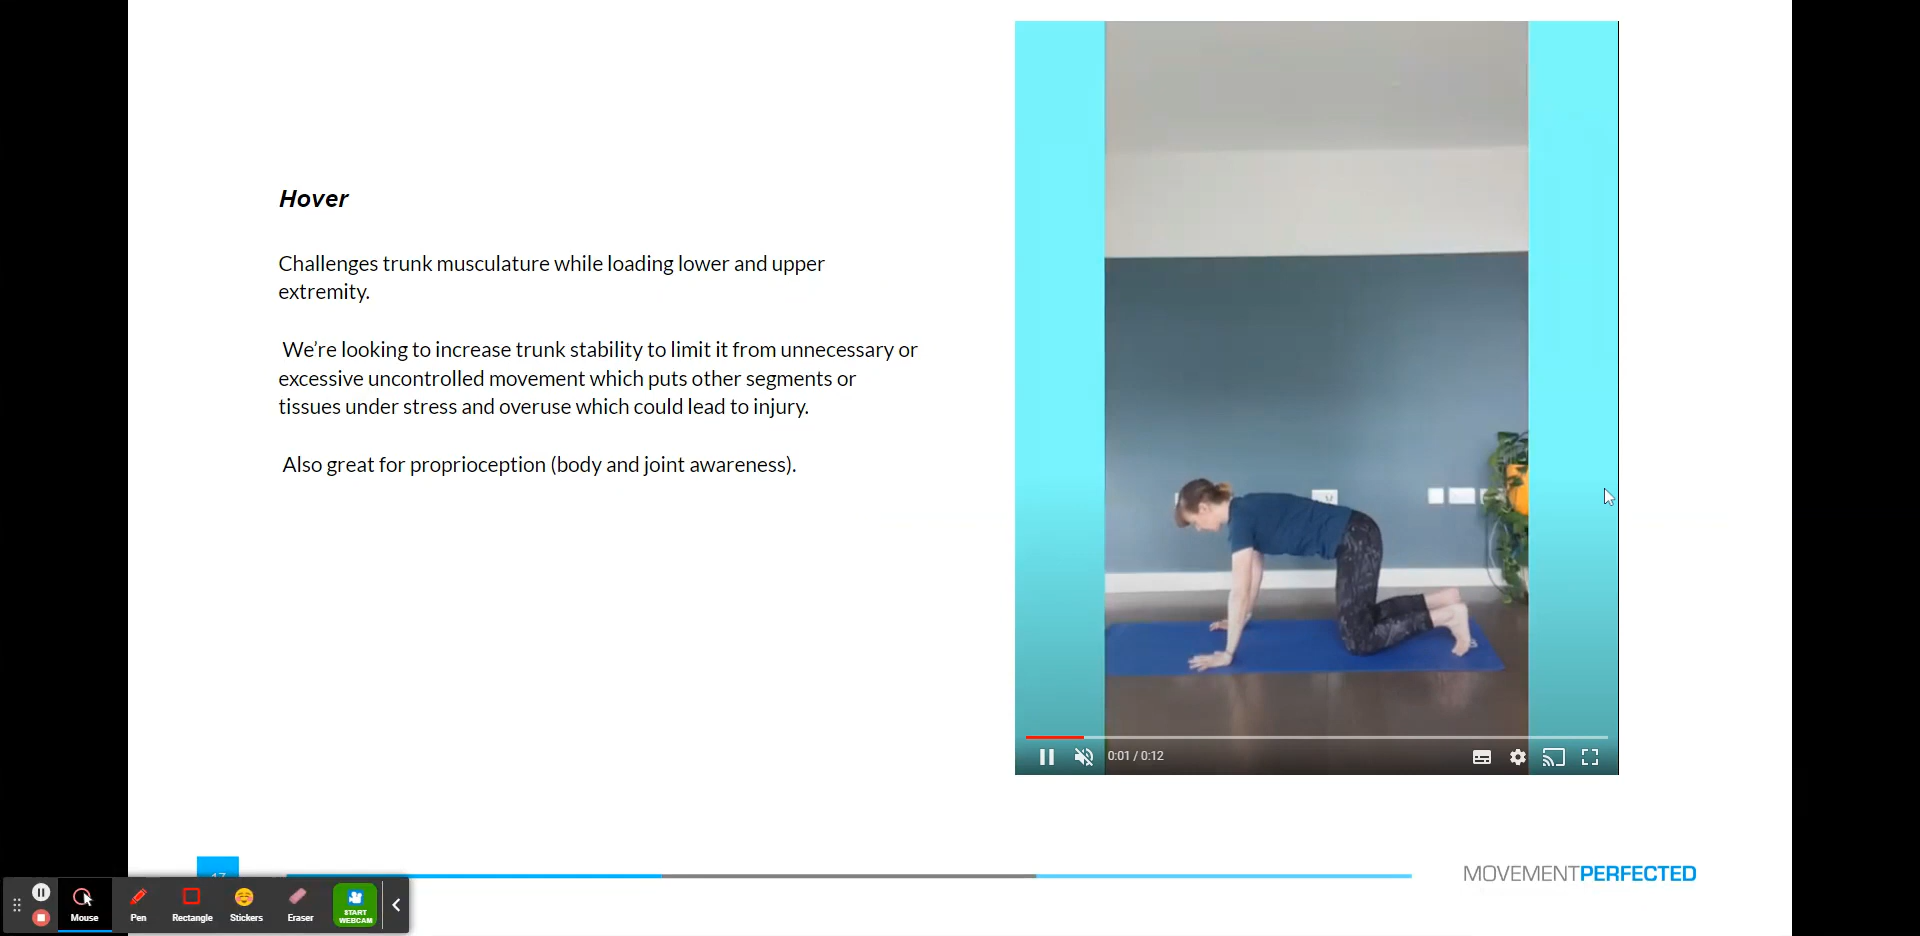 Hover
Challenges trunk musculature while loading lower and upper
extremity.
We’re looking to increase trunk stability to limit it from unnecessary or
excessive uncontrolled movement which puts other segments or
tissues under stress and overuse which could lead to injury.
Also great for proprioception (body and joint awareness).
0:01 / 0:12
MOVEMENTPERFECTED
Mouse
Pen
Rectangle
Stickers
Eraser
START
WEBCAM